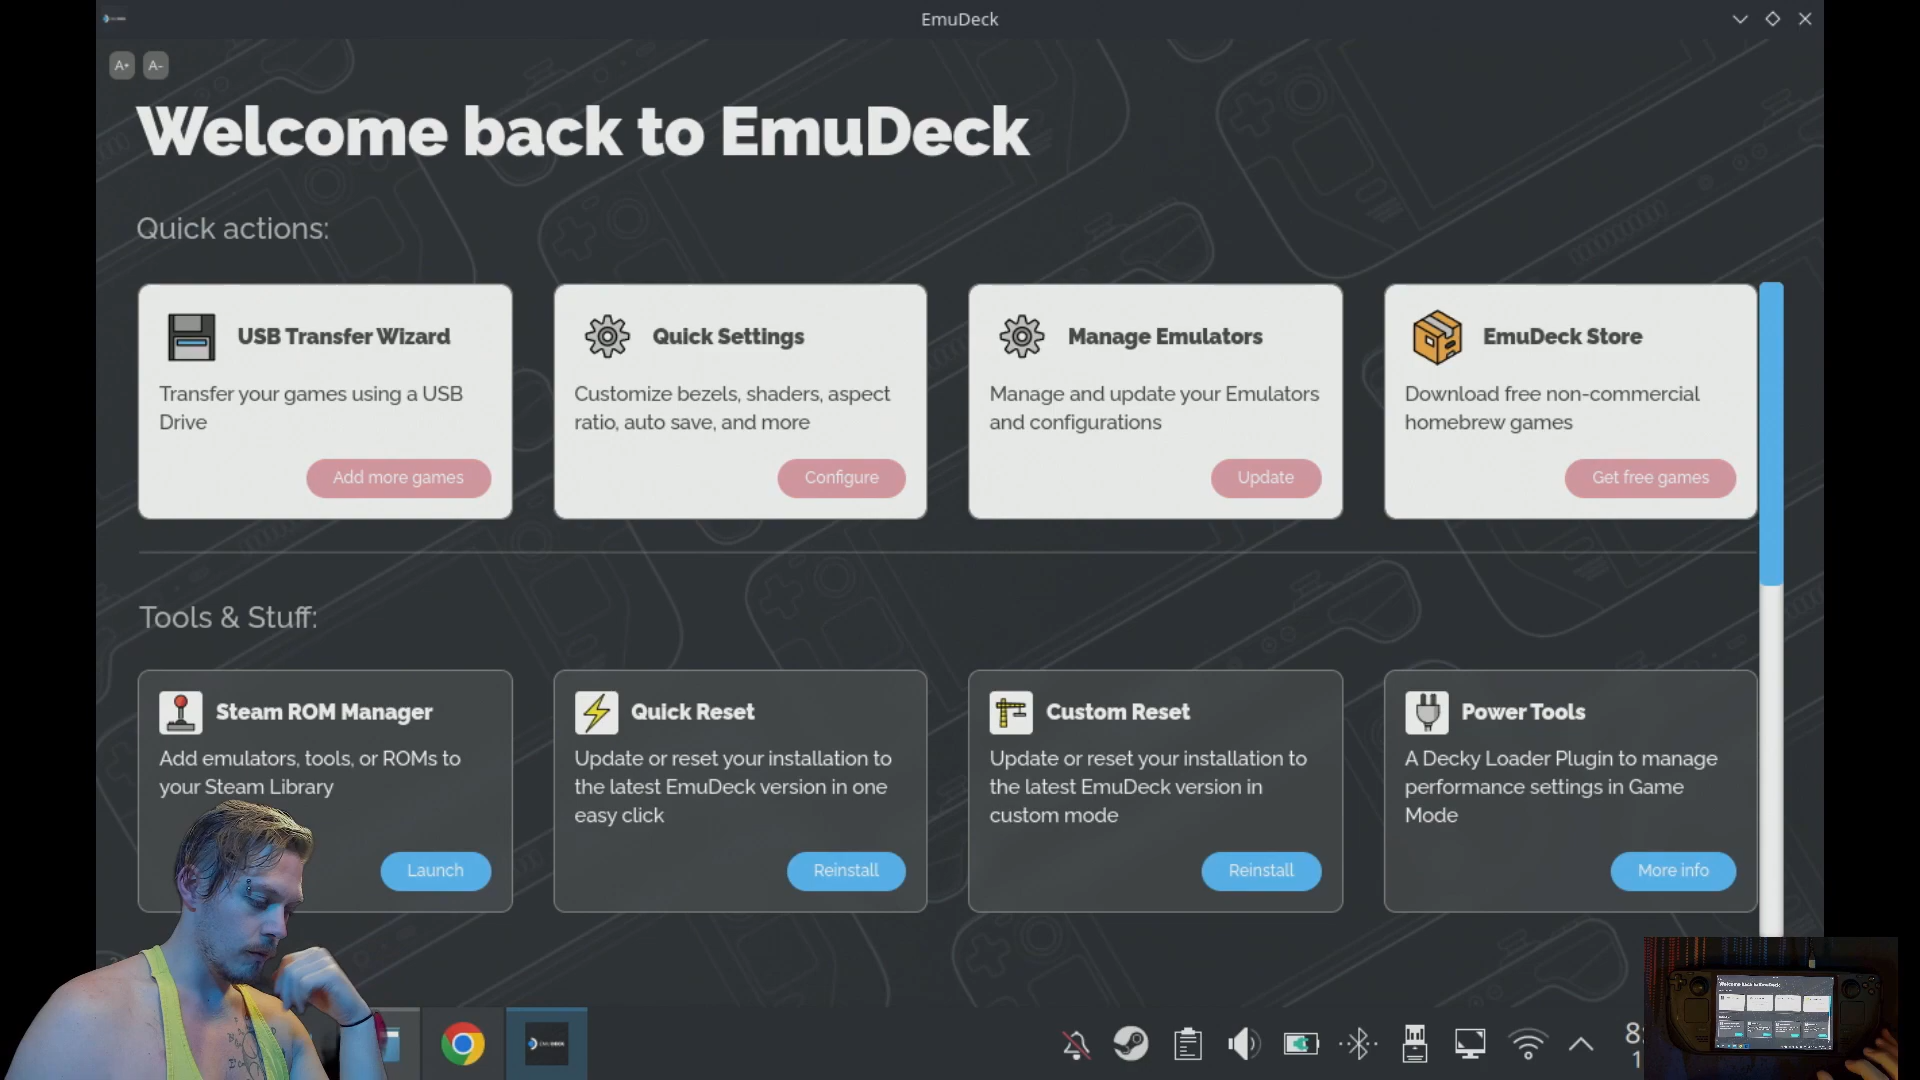 EmuDeck
A+ A-
Welcome back to EmuDeck
Quick actions:
USB Transfer Wizard
Transfer your games using a USB
Drive
Add more games
Quick Settings
Customize bezels, shaders, aspect
ratio, auto save, and more
Configure
Manage Emulators
Manage and update your Emulators
and configurations
Update
EmuDeck Store
Download free non-commercial
homebrew games
Get free games
Tools & Stuff:
Steam ROM Manager
Add emulators, tools, or ROMs to
your Steam Library
Launch
Quick Reset
Update or reset your installation to
the latest EmuDeck version in one
easy click
Reinstall
Custom Reset
Update or reset your installation to
the latest EmuDeck version in
custom mode
Reinstall
Power Tools
A Decky Loader Plugin to manage
performance settings in Game
Mode
More info
EMU DECK
Welcome back to EmuDeck